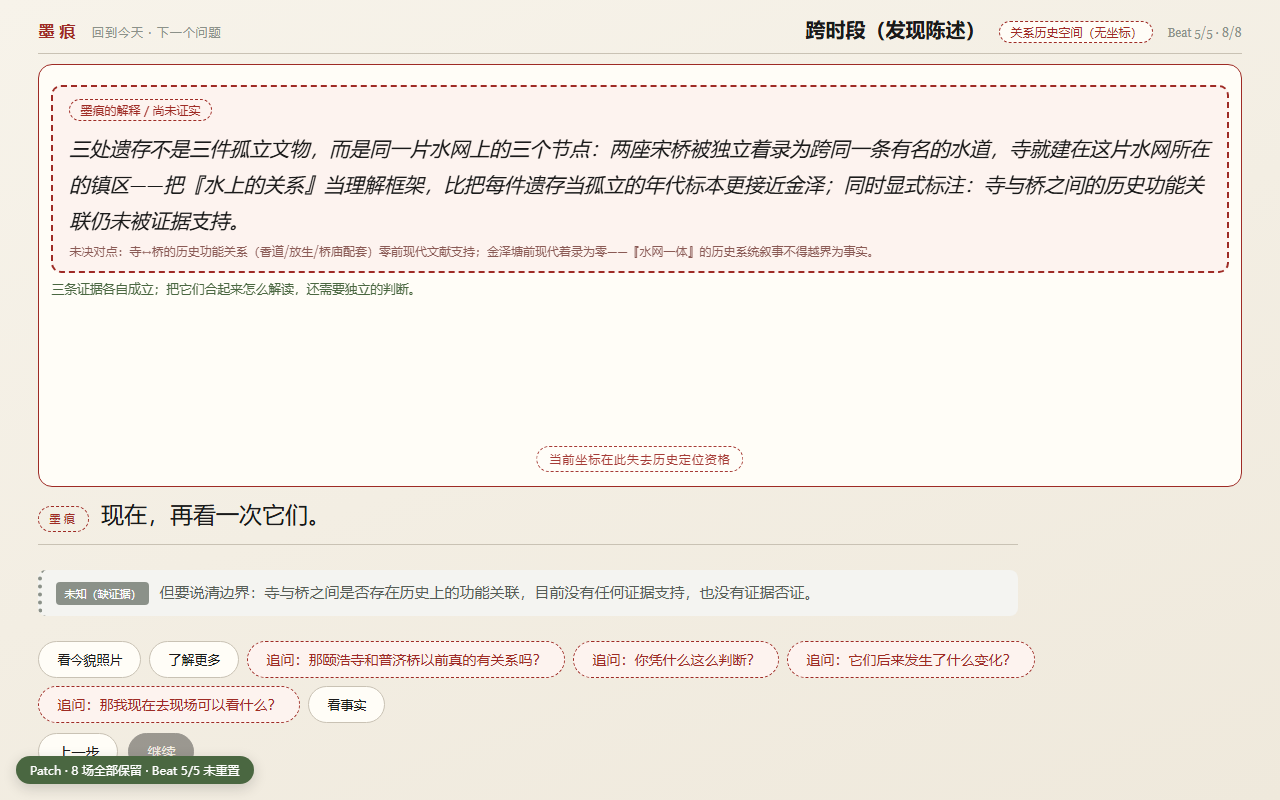 墨 痕 回到今天 · 下一个问题 跨时段（发现陈述） 关系历史空间（无坐标） Beat 5/5 · 8/8
墨痕的解释 / 尚未证实
三处遗存不是三件孤立文物，而是同一片水网上的三个节点：两座宋桥被独立着录为跨同一条有名的水道，寺就建在这片水网所在
的镇区——把『水上的关系』当理解框架，比把每件遗存当孤立的年代标本更接近金泽；同时显式标注：寺与桥之间的历史功能关
联仍未被证据支持。
未决对点：寺↔桥的历史功能关系（香道/放生/桥庙配套）零前现代文献支持；金泽塘前现代着录为零——『水网一体』的历史系统叙事不得越界为事实。
三条证据各自成立；把它们合起来怎么解读，还需要独立的判断。
当前坐标在此失去历史定位资格
墨 痕 现在，再看一次它们。
未知（缺证据） 但要说清边界：寺与桥之间是否存在历史上的功能关联，目前没有任何证据支持，也没有证据否证。
看今貌照片 了解更多 追问：那颐浩寺和普济桥以前真的有关系吗？ 追问：你凭什么这么判断？ 追问：它们后来发生了什么变化？
追问：那我现在去现场可以看什么？ 看事实
上一步 继续
Patch · 8 场全部保留 · Beat 5/5 未重置